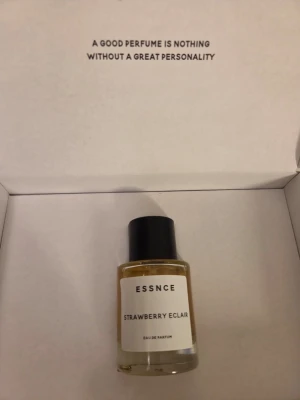 A GOOD PERFUME IS NOTHING
WITHOUT A GREAT PERSONALITY
ESSNCE
STRAWBERRY ECLAIR
EAU DE PARFUM